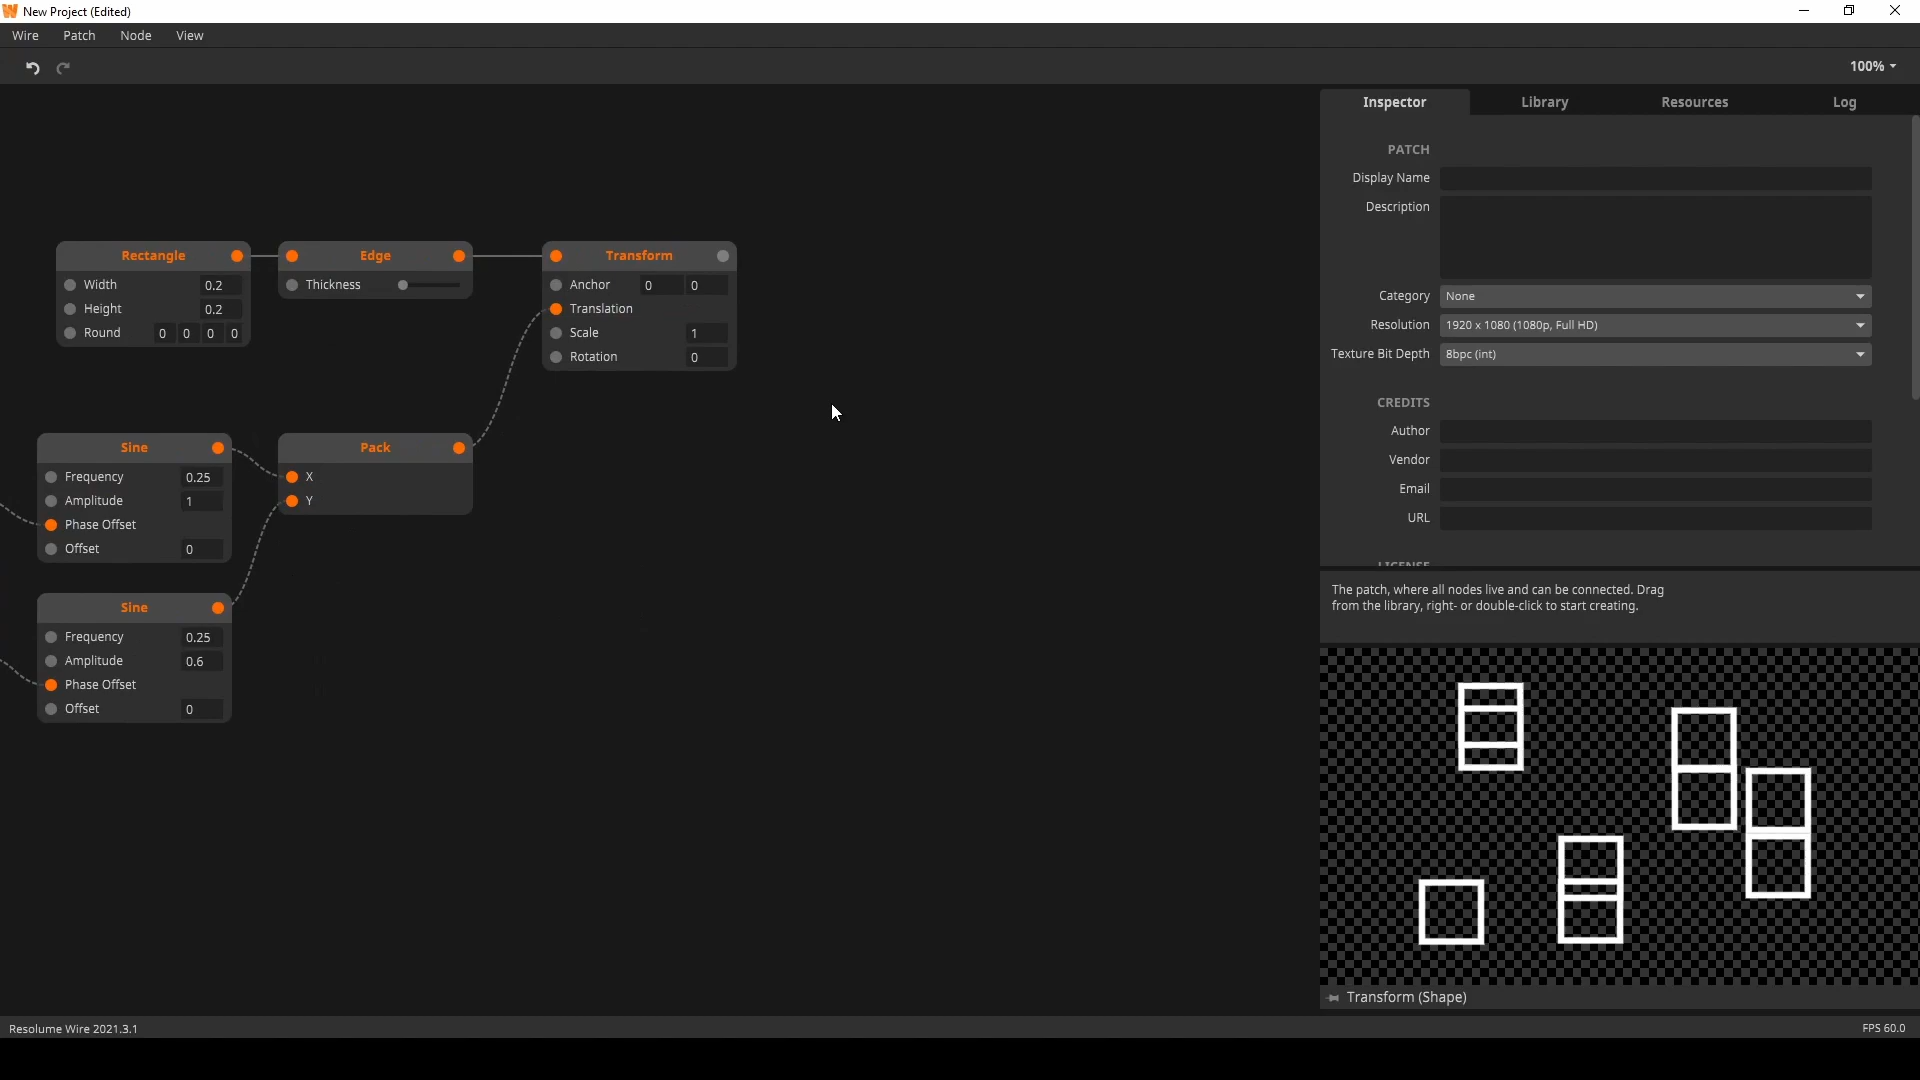 New Project (Edited)
Wire Patch Node View
100%
Inspector Library Resources Log
PATCH
Display Name
Description
Category None
Resolution 1920 x 1080 (1080p, Full HD)
Texture Bit Depth 8bpc (int)
CREDITS
Author
Vendor
Email
URL
LICENSE
The patch, where all nodes live and can be connected. Drag
from the library, right- or double-click to start creating.
Transform (Shape)
Rectangle
Width 0.2
Height 0.2
Round 0 0 0 0
Edge
Thickness
Transform
Anchor 0 0
Translation
Scale 1
Rotation 0
Sine
Frequency 0.25
Amplitude 1
Phase Offset
Offset 0
Pack
X
Y
Sine
Frequency 0.25
Amplitude 0.6
Phase Offset
Offset 0
Resolume Wire 2021.3.1
FPS 60.0